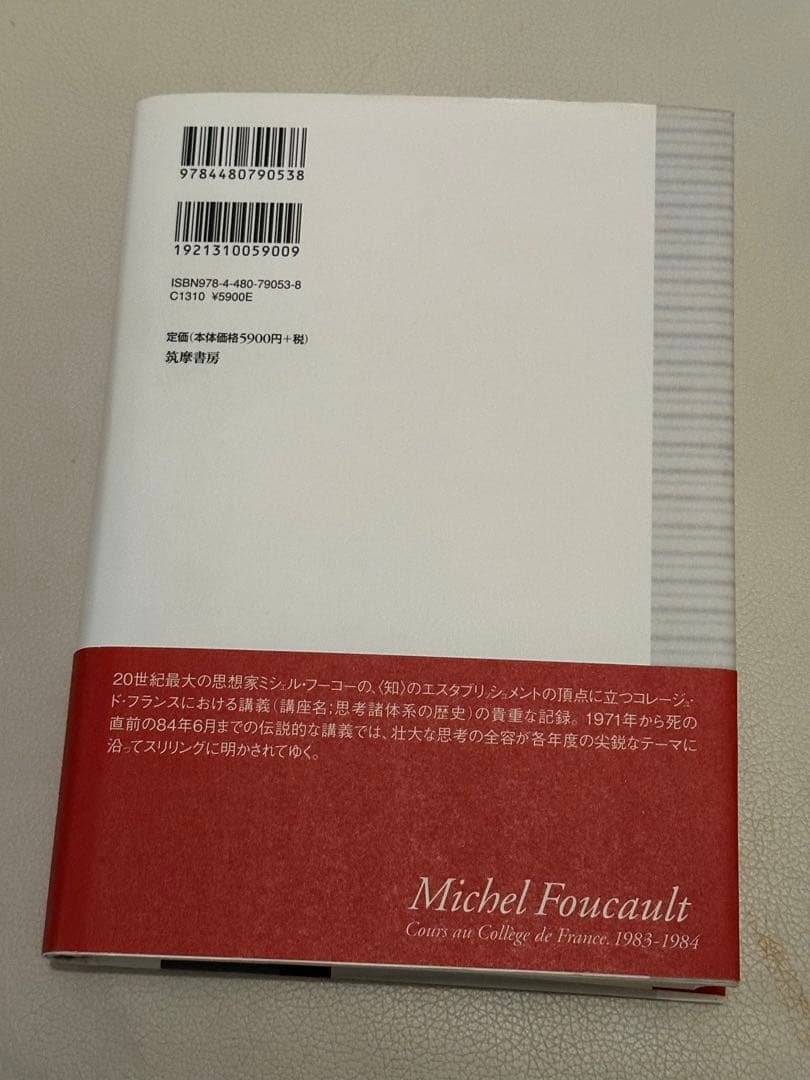 9784480790538
1921310059009
ISBN978-4-480-79053-8
C1310 ¥5900E
定価(本体価格5900円+税)
筑摩書房
20世紀最大の思想家ミシェル・フーコーの、〈知〉のエスタブリッシュメントの頂点に立つコレージュ・
ド・フランスにおける講義(講座名;思考諸体系の歴史)の貴重な記録。1971年から死の
直前の84年6月までの伝説的な講義では、壮大な思考の全容が各年度の尖鋭なテーマに
沿ってスリリングに明かされてゆく。
Michel Foucault
Cours au Collège de France. 1983-1984